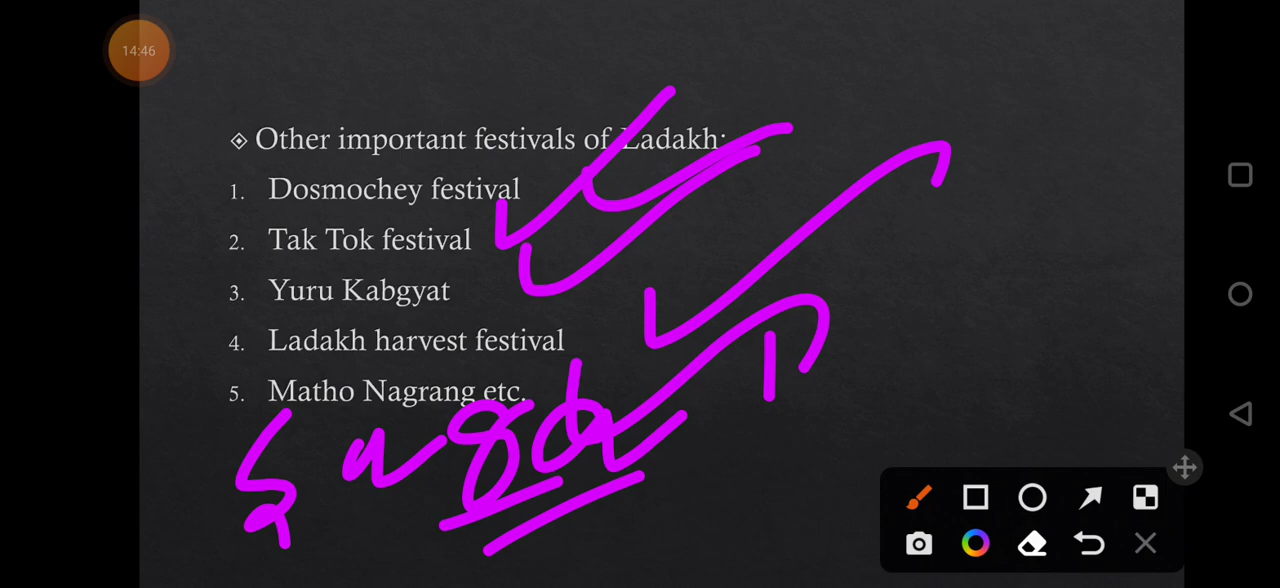 14:46
Other important festivals of Ladakh:
1. Dosmochey festival
2. Tak Tok festival
3. Yuru Kabgyat
4. Ladakh harvest festival
5. Matho Nagrang etc.